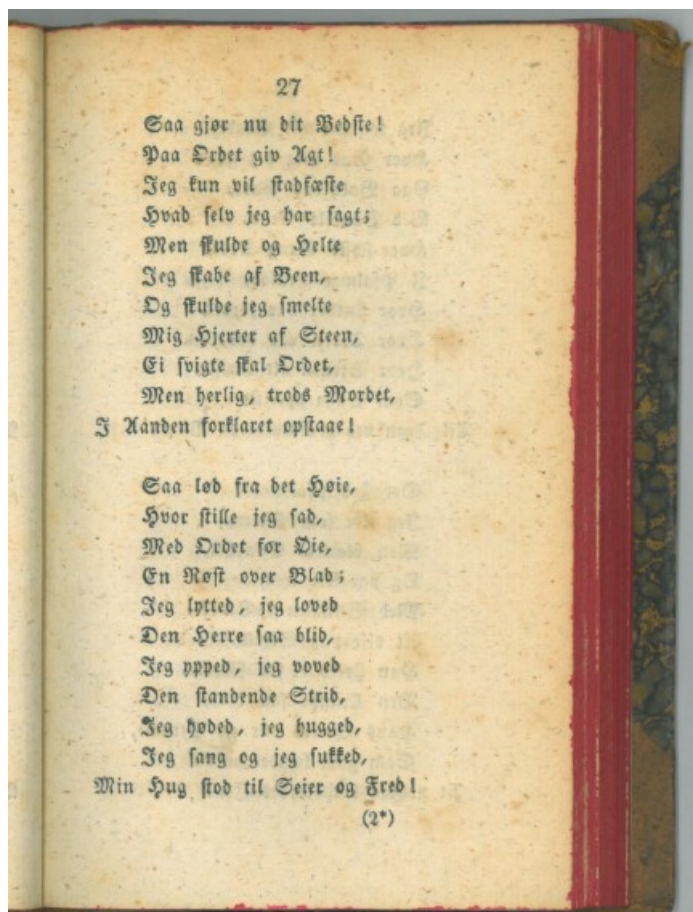 27
Saa gjør nu dit Bedste!
Paa Ordet giv Agt!
Jeg kun vil stadfæste
Hvad selv jeg har sagt;
Men skulde og Helte
Jeg skabe af Been,
Og skulde jeg smelte
Mig Hjerter af Steen,
Ei svigte skal Ordet,
Men herlig, trods Mordet,
I Aanden forklaret opstaae!
Saa lød fra det Høie,
Hvor stille jeg sad,
Med Ordet for Øie,
En Røst over Blad;
Jeg lytted, jeg loved
Den Herre saa blid,
Jeg ypped, jeg voved
Den standende Strid,
Jeg høded, jeg hugged,
Jeg sang og jeg sukked,
Min Hug stod til Seier og Fred!
(2*)